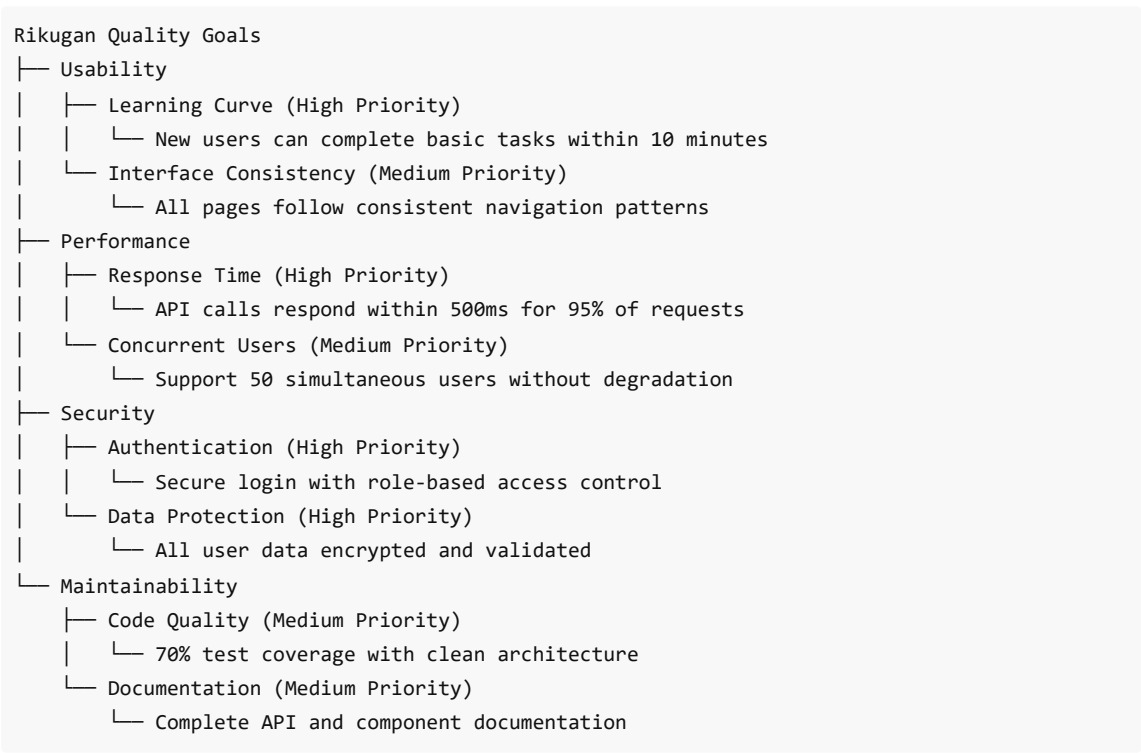 Rikugan Quality Goals
├── Usability
│   ├── Learning Curve (High Priority)
│   │   └── New users can complete basic tasks within 10 minutes
│   └── Interface Consistency (Medium Priority)
│       └── All pages follow consistent navigation patterns
├── Performance
│   ├── Response Time (High Priority)
│   │   └── API calls respond within 500ms for 95% of requests
│   └── Concurrent Users (Medium Priority)
│       └── Support 50 simultaneous users without degradation
├── Security
│   ├── Authentication (High Priority)
│   │   └── Secure login with role-based access control
│   └── Data Protection (High Priority)
│       └── All user data encrypted and validated
└── Maintainability
    ├── Code Quality (Medium Priority)
    │   └── 70% test coverage with clean architecture
    └── Documentation (Medium Priority)
        └── Complete API and component documentation